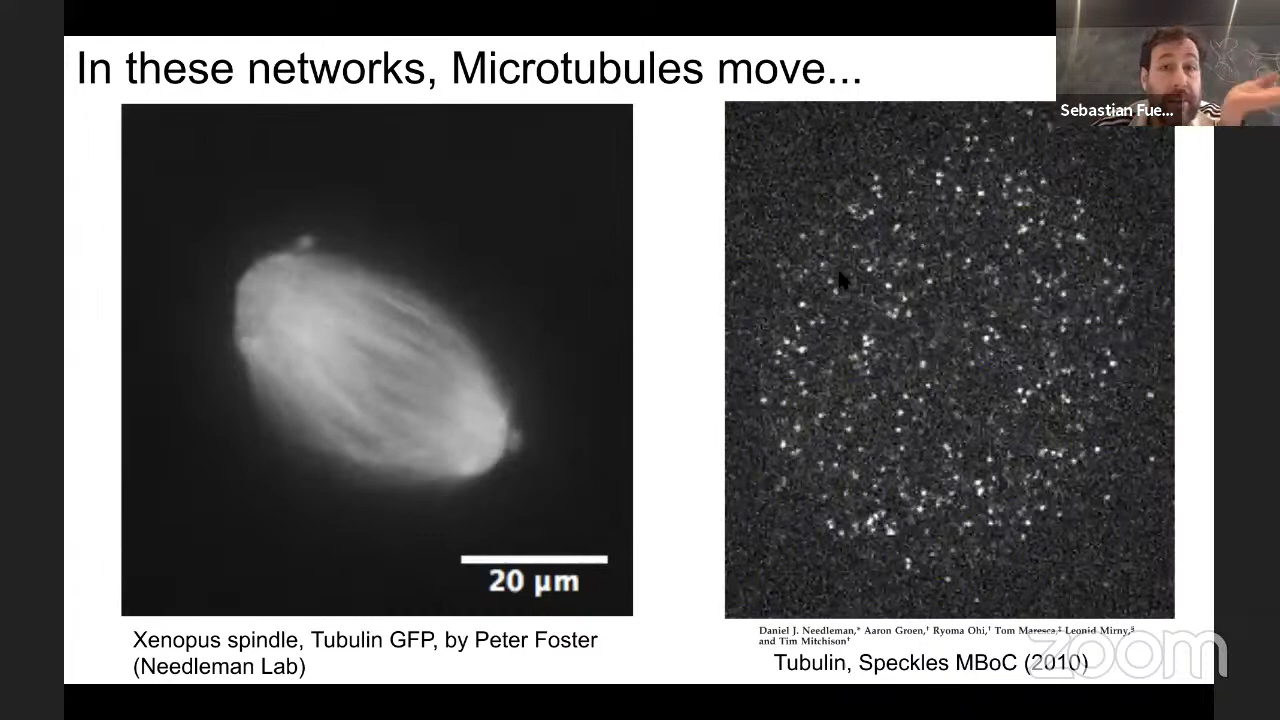 In these networks, Microtubules move...
Sebastian Fue...
20 µm
Xenopus spindle, Tubulin GFP, by Peter Foster
(Needleman Lab)
Daniel J. Needleman,* Aaron Groen,† Ryoma Ohi,† Tom Maresca,‡ Leonid Mirny,§
and Tim Mitchison†
Tubulin, Speckles MBoC (2010)
zoom